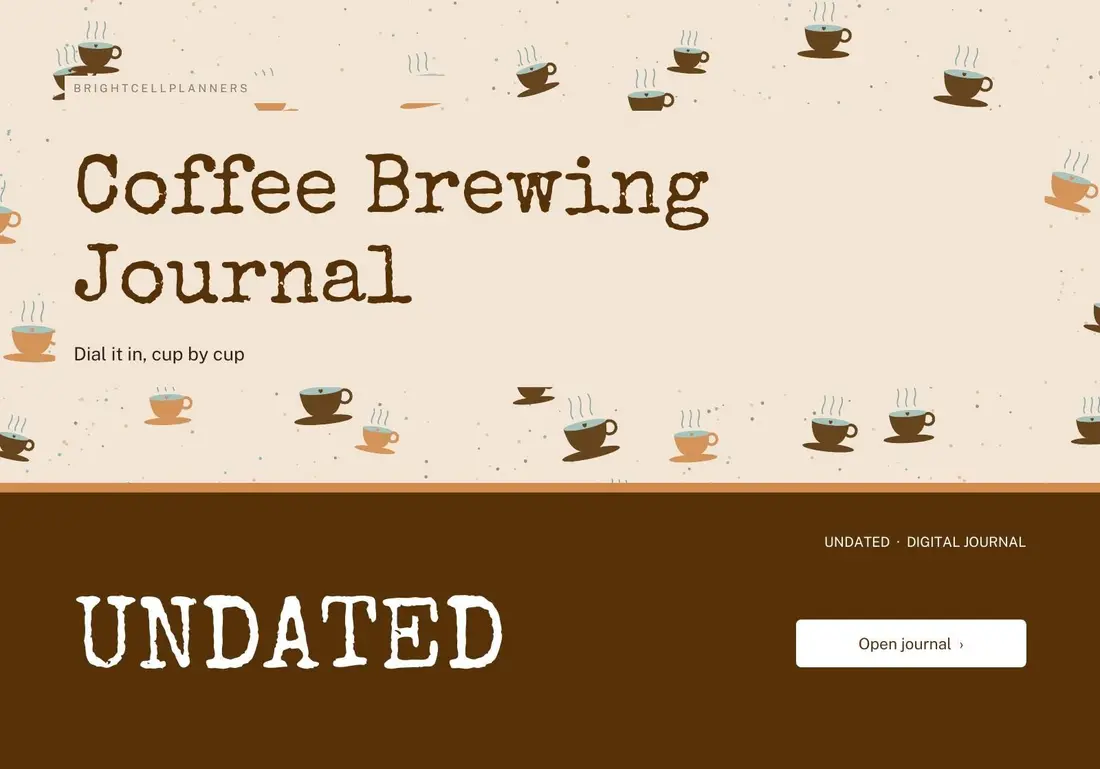 BRIGHTCELLPLANNERS
Coffee Brewing
Journal
Dial it in, cup by cup
UNDATED · DIGITAL JOURNAL
UNDATED
Open journal ›